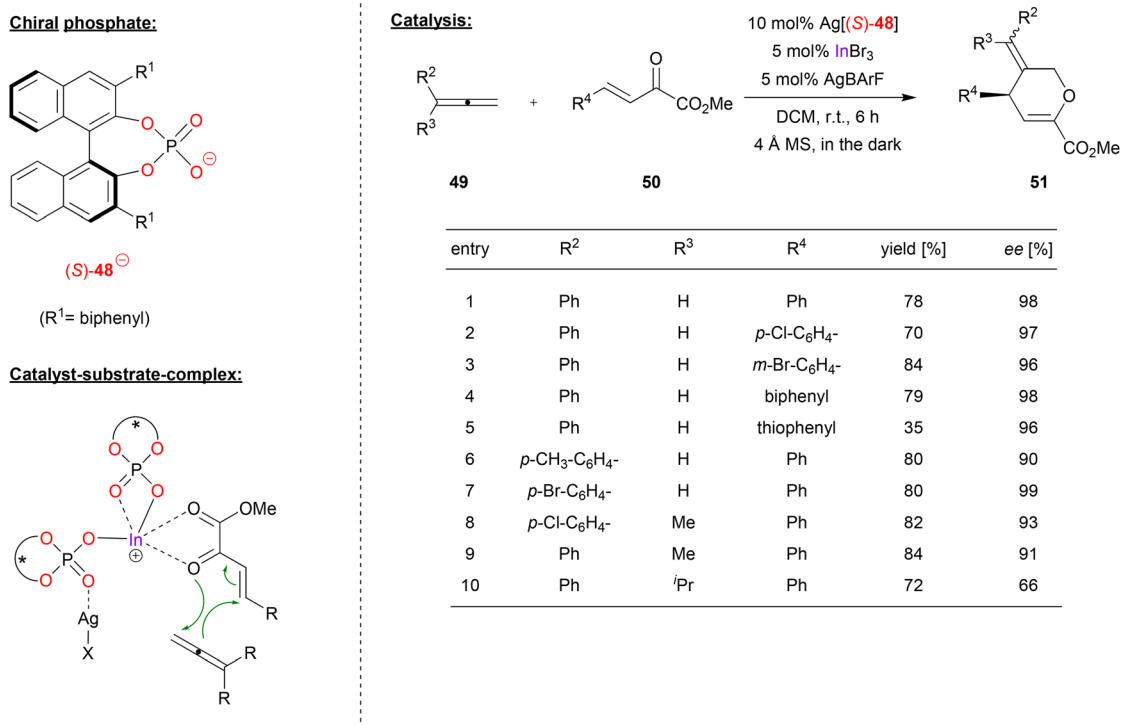 Chiral phosphate:
R¹
O
O
P
O
O ⊖
R¹
(S)-48 ⊖
(R¹= biphenyl)
Catalyst-substrate-complex:
*
O O
P
O O
O O OMe
O P In
* ⊕
O O O
Ag R
X
R
R
Catalysis:
R²
R³
49
+
O
R⁴ CO₂Me
50
10 mol% Ag[(S)-48]
5 mol% InBr₃
5 mol% AgBArF
DCM, r.t., 6 h
4 Å MS, in the dark
R²
R³
R⁴ O
CO₂Me
51
entry R² R³ R⁴ yield [%] ee [%]
1 Ph H Ph 78 98
2 Ph H p-Cl-C₆H₄- 70 97
3 Ph H m-Br-C₆H₄- 84 96
4 Ph H biphenyl 79 98
5 Ph H thiophenyl 35 96
6 p-CH₃-C₆H₄- H Ph 80 90
7 p-Br-C₆H₄- H Ph 80 99
8 p-Cl-C₆H₄- Me Ph 82 93
9 Ph Me Ph 84 91
10 Ph ⁱPr Ph 72 66